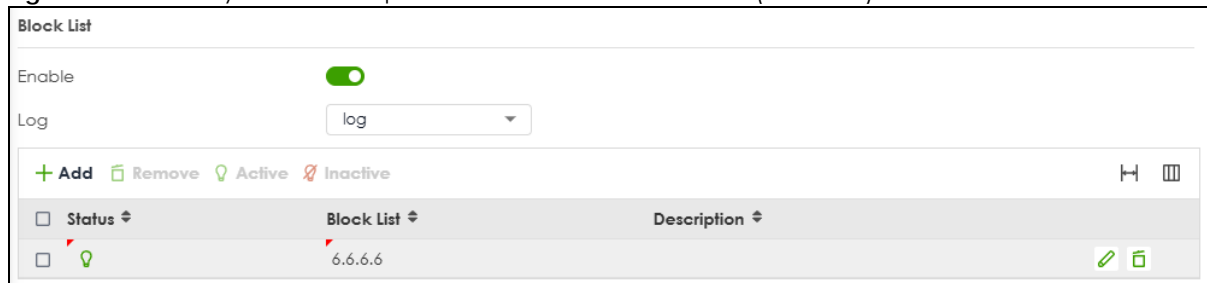 Block List
Enable
Log log
Add Remove Active Inactive
Status Block List Description
6.6.6.6